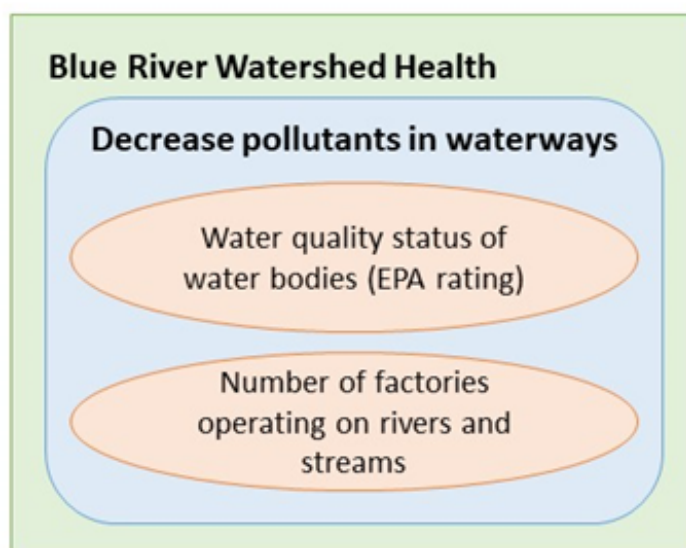 Blue River Watershed Health
Decrease pollutants in waterways
Water quality status of
water bodies (EPA rating)
Number of factories
operating on rivers and
streams